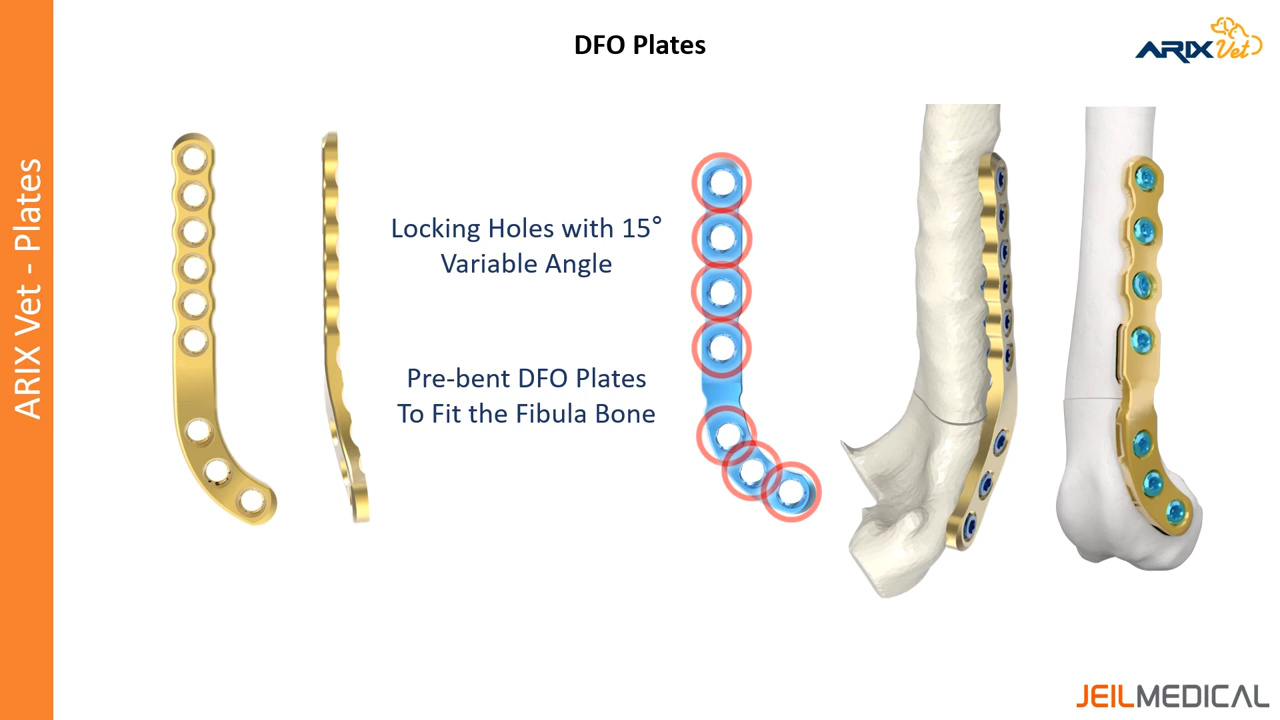 DFO Plates
ARIX Vet
ARIX Vet - Plates
Locking Holes with 15°
Variable Angle
Pre-bent DFO Plates
To Fit the Fibula Bone
JEILMEDICAL